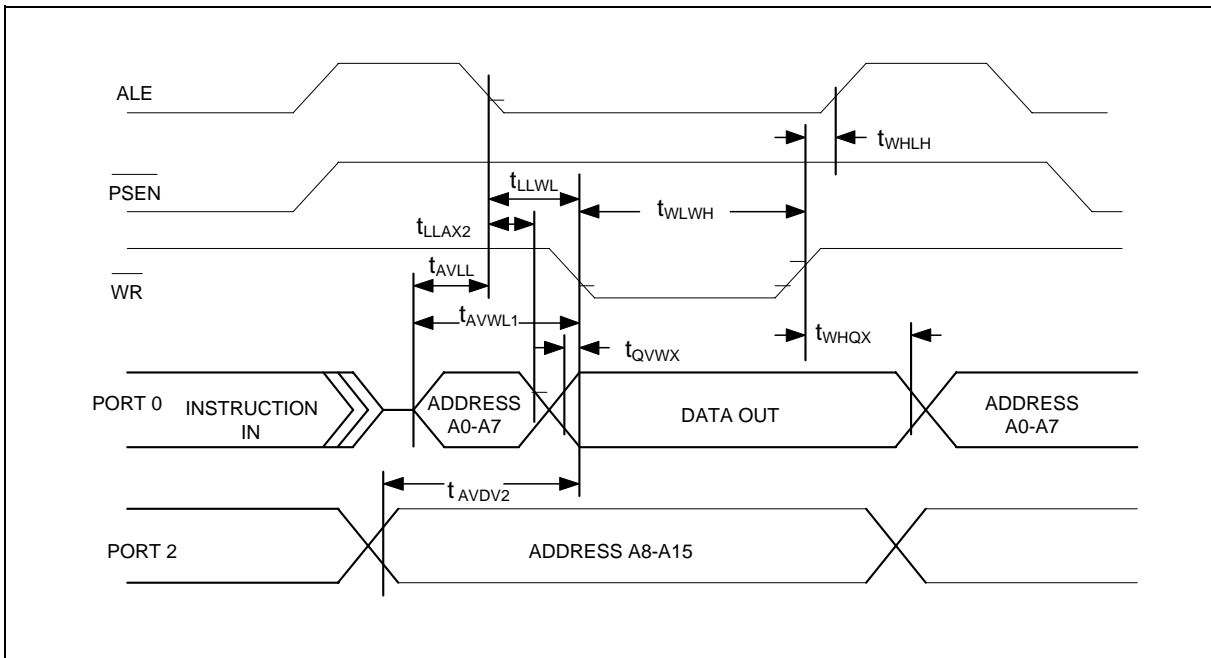 ALE
tWHLH
PSEN
tLLWL
tWLWH
tLLAX2
tAVLL
WR
tAVWL1
tWHQX
tQVWX
PORT 0
INSTRUCTION
IN
ADDRESS
A0-A7
DATA OUT
ADDRESS
A0-A7
tAVDV2
PORT 2
ADDRESS A8-A15